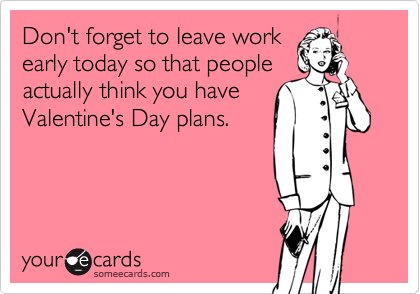 Don't forget to leave work
early today so that people
actually think you have
Valentine's Day plans.
your e cards
someecards.com